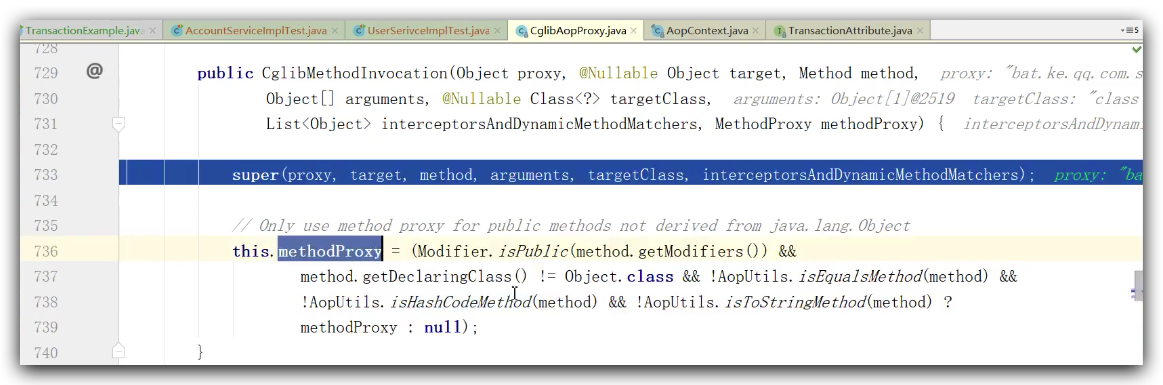 TransactionExample.java × AccountServiceImplTest.java × UserSerivceImplTest.java × CglibAopProxy.java × AopContext.java × TransactionAttribute.java × 5
728
729 @ public CglibMethodInvocation(Object proxy, @Nullable Object target, Method method, proxy: "bat.ke.qq.com.s
730 Object[] arguments, @Nullable Class<?> targetClass, arguments: Object[1]@2519 targetClass: "class
731 List<Object> interceptorsAndDynamicMethodMatchers, MethodProxy methodProxy) { interceptorsAndDynami
732
733 super(proxy, target, method, arguments, targetClass, interceptorsAndDynamicMethodMatchers); proxy: "ba
734
735 // Only use method proxy for public methods not derived from java.lang.Object
736 this.methodProxy = (Modifier.isPublic(method.getModifiers()) &&
737 method.getDeclaringClass() != Object.class && !AopUtils.isEqualsMethod(method) &&
738 !AopUtils.isHashCodeMethod(method) && !AopUtils.isToStringMethod(method) ?
739 methodProxy : null);
740 }